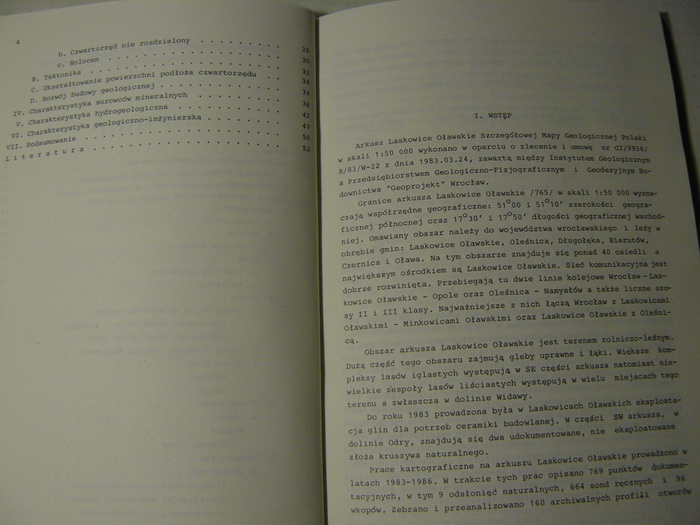 4
b. Czwartorzęd nie rozdzielony . . . . . . . . 29
c. Holocen . . . . . . . . . . . . . 30
B. Tektonika . . . . . . . . . . . . . . 32
C. Ukształtowanie powierzchni podłoża czwartorzędu . . 34
D. Rozwój budowy geologicznej . . . . . . . . . 34
IV. Charakterystyka surowców mineralnych . . . . . . . 38
V. Charakterystyka hydrogeologiczna . . . . . . . . 42
VI. Charakterystyka geologiczno-inżynierska . . . . . . 43
VII. Podsumowanie . . . . . . . . . . . . . 50
Literatura . . . . . . . . . . . . . . 52
I. WSTĘP
Arkusz Laskowice Oławskie Szczegółowej Mapy Geologicznej Polski
w skali 1:50 000 wykonano w oparciu o zlecenie i umowę nr GI/9936/
B/83/W-22 z dnia 1983.03.24, zawartą między Instytutem Geologicznym
a Przedsiębiorstwem Geologiczno-Fizjograficznym i Geodezyjnym Bu-
downictwa "Geoprojekt" Wrocław.
Granice arkusza Laskowice Oławskie /765/ w skali 1:50 000 wyzna-
czają współrzędne geograficzne: 51°00 i 51°10' szerokości geogra-
ficznej północnej oraz 17°30' i 17°50' długości geograficznej wschod-
niej. Omawiany obszar należy do województwa wrocławskiego i leży w
obrębie gmin: Laskowice Oławskie, Oleśnica, Długołęka, Bierutów,
Czernica i Oława. Na tym obszarze znajduje się ponad 40 osiedli a
największym ośrodkiem są Laskowice Oławskie. Sieć komunikacyjna jest
dobrze rozwinięta. Przebiegają tu dwie linie kolejowe Wrocław-Las-
kowice Oławskie - Opole oraz Oleśnica - Namysłów a także liczne szo-
sy II i III klasy. Najważniejsze z nich łączą Wrocław z Laskowicami
Oławskimi - Minkowicami Oławskimi oraz Laskowice Oławskie z Oleśni-
cą.
Obszar arkusza Laskowice Oławskie jest terenem rolniczo-leśnym.
Dużą część tego obszaru zajmują gleby uprawne i łąki. Większe kom-
pleksy lasów iglastych występują w SE części arkusza natomiast nie-
wielkie zespoły lasów liściastych występują w wielu miejscach tego
terenu a zwłaszcza w dolinie Widawy.
Do roku 1983 prowadzona była w Laskowicach Oławskich eksploata-
cja glin dla potrzeb ceramiki budowlanej. W części SW arkusza, w
dolinie Odry, znajdują się dwa udokumentowane, nie eksploatowane
złoża kruszywa naturalnego.
Prace kartograficzne na arkuszu Laskowice Oławskie prowadzono w
latach 1983-1986. W trakcie tych prac opisano 769 punktów dokumen-
tacyjnych, w tym 9 odsłonięć naturalnych, 664 sond ręcznych i 96
wkopów. Zebrano i przeanalizowano 160 archiwalnych profili otworów